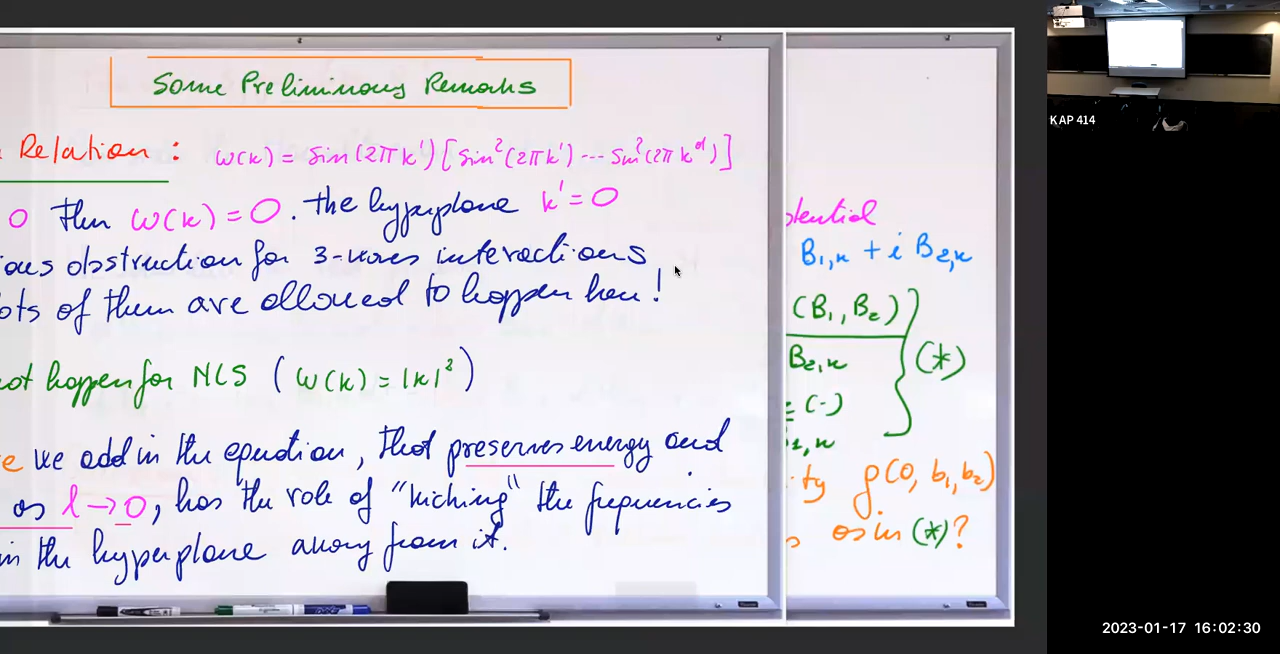 Some Preliminary Remarks
Relation : ω(k) = sin(2πk¹)[sin²(2πk¹) ... sin²(2πk^d)]
0 then ω(k) = 0. the hyperplane k¹ = 0
ous obstruction for 3-waves interactions
ots of them are allowed to happen here!
ot happen for NLS (ω(k) = |k|²)
e we add in the equation, that preserves energy and
as λ → 0, has the role of "kicking" the frequencies
in the hyperplane away from it.
otential
B₁,ₖ + i B₂,ₖ
(B₁, B₂)
B₂,ₖ
(*)
= (-)
₁,ₖ
ty ρ(0, b₁, b₂)
s as in (*)?
KAP 414
2023-01-17 16:02:30